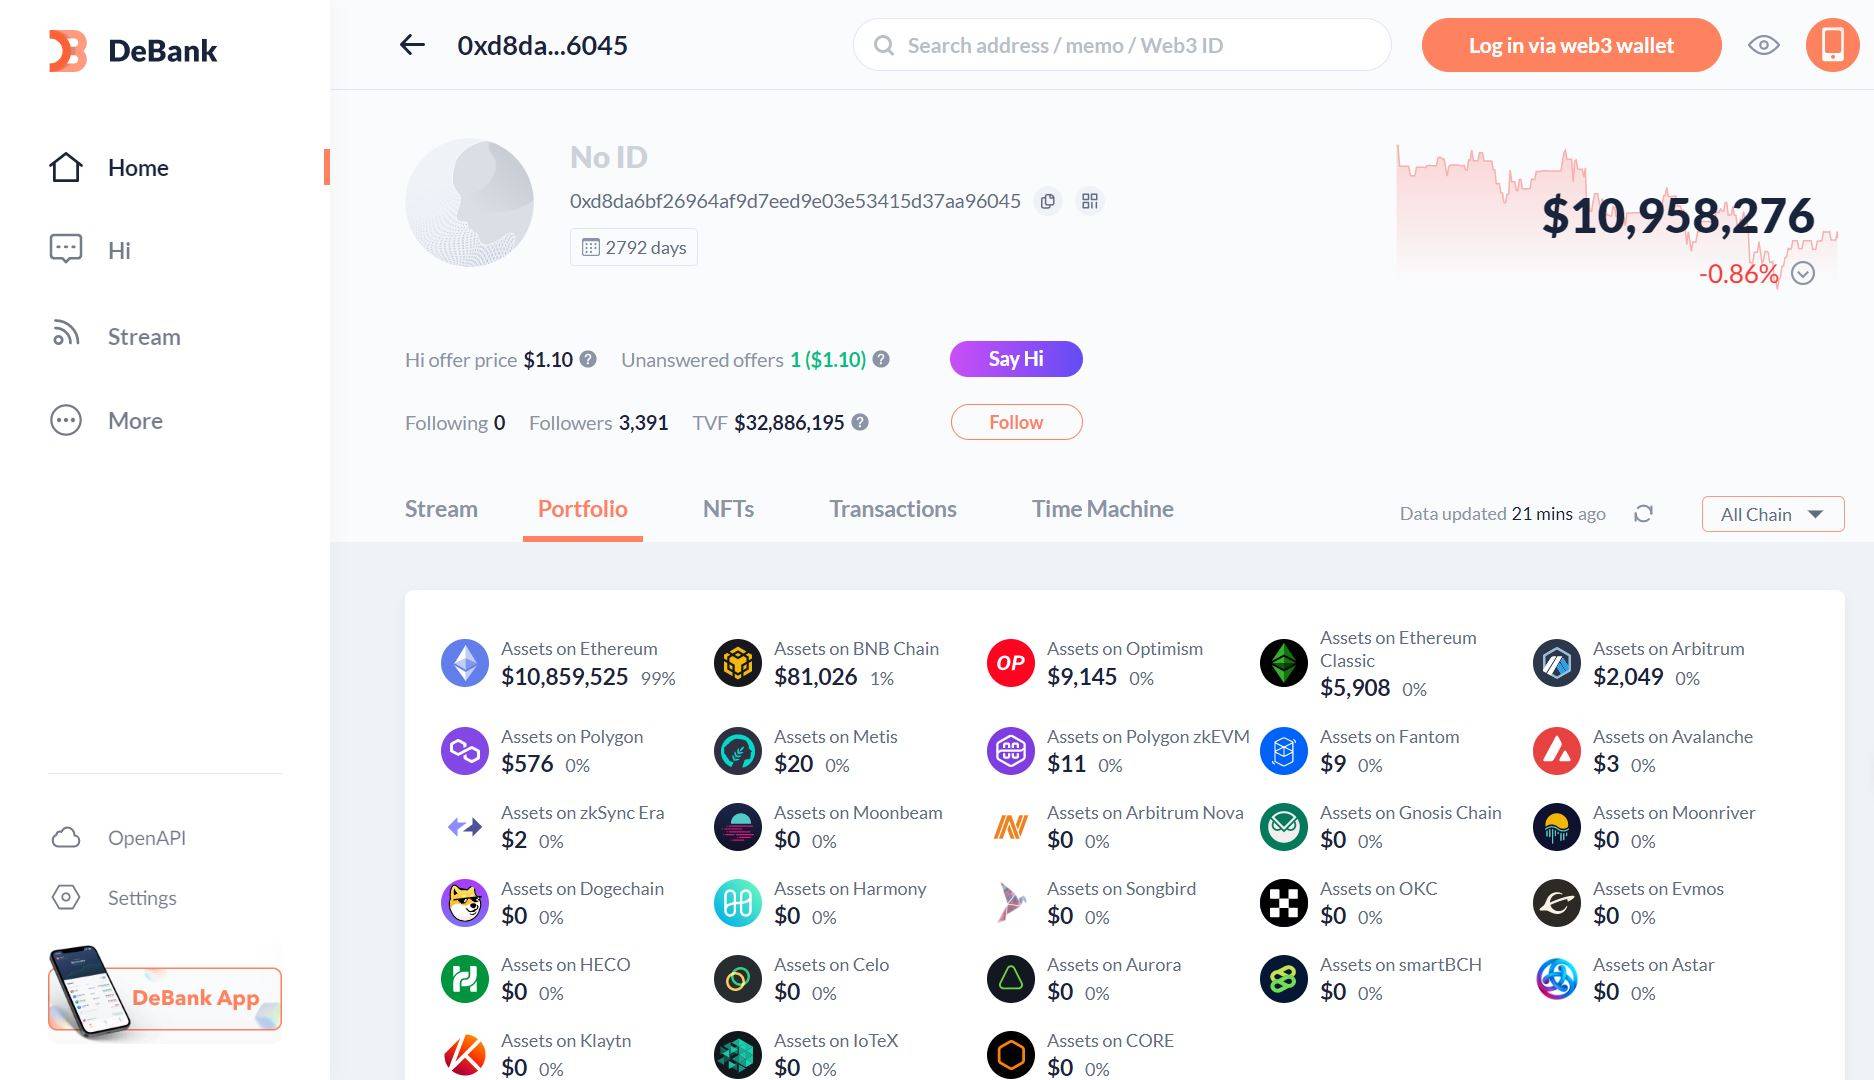 DeBank
0xd8da...6045
Search address / memo / Web3 ID
Log in via web3 wallet
Home
Hi
Stream
More
OpenAPI
Settings
DeBank App
No ID
0xd8da6bf26964af9d7eed9e03e53415d37aa96045
2792 days
$10,958,276
-0.86%
Hi offer price $1.10 ? Unanswered offers 1 ($1.10) ?
Say Hi
Following 0 Followers 3,391 TVF $32,886,195 ?
Follow
Stream Portfolio NFTs Transactions Time Machine
Data updated 21 mins ago
All Chain
Assets on Ethereum
$10,859,525 99%
Assets on BNB Chain
$81,026 1%
Assets on Optimism
OP
$9,145 0%
Assets on Ethereum
Classic
$5,908 0%
Assets on Arbitrum
$2,049 0%
Assets on Polygon
$576 0%
Assets on Metis
$20 0%
Assets on Polygon zkEVM
$11 0%
Assets on Fantom
$9 0%
Assets on Avalanche
$3 0%
Assets on zkSync Era
$2 0%
Assets on Moonbeam
$0 0%
Assets on Arbitrum Nova
$0 0%
Assets on Gnosis Chain
$0 0%
Assets on Moonriver
$0 0%
Assets on Dogechain
$0 0%
Assets on Harmony
$0 0%
Assets on Songbird
$0 0%
Assets on OKC
$0 0%
Assets on Evmos
$0 0%
Assets on HECO
$0 0%
Assets on Celo
$0 0%
Assets on Aurora
$0 0%
Assets on smartBCH
$0 0%
Assets on Astar
$0 0%
Assets on Klaytn
$0 0%
Assets on IoTeX
$0 0%
Assets on CORE
$0 0%